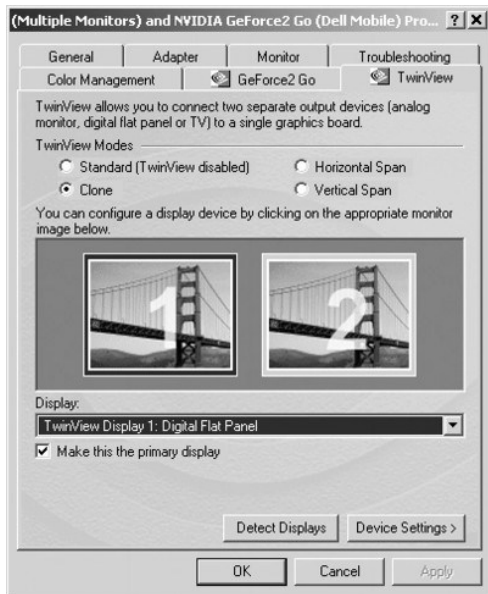 (Multiple Monitors) and NVIDIA GeForce2 Go (Dell Mobile) Pro...
General Adapter Monitor Troubleshooting
Color Management GeForce2 Go TwinView
TwinView allows you to connect two separate output devices (analog
monitor, digital flat panel or TV) to a single graphics board.
TwinView Modes
Standard (TwinView disabled) Horizontal Span
Clone Vertical Span
You can configure a display device by clicking on the appropriate monitor
image below.
1 2
Display:
TwinView Display 1: Digital Flat Panel
Make this the primary display
Detect Displays Device Settings >
OK Cancel Apply